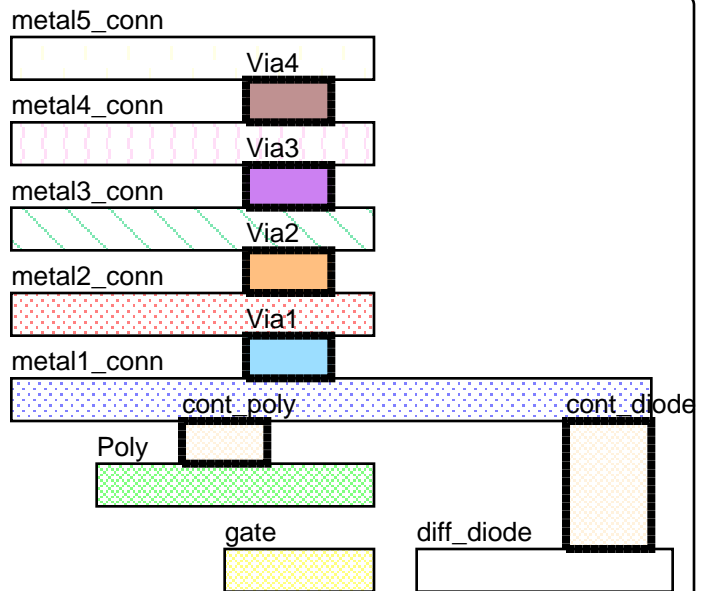 metal5_conn
Via4
metal4_conn
Via3
metal3_conn
Via2
metal2_conn
Via1
metal1_conn
cont_poly
cont_diode
Poly
gate
diff_diode